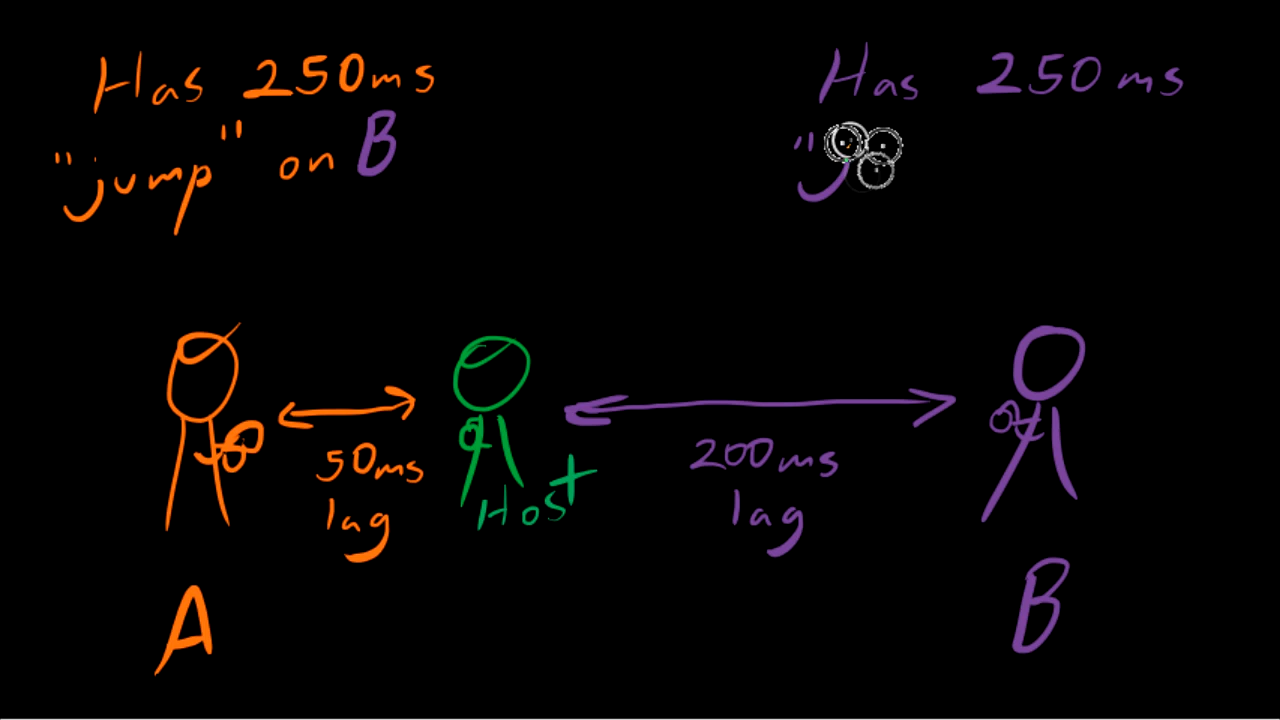 Has 250ms
"jump" on B
Has 250ms
"j
50ms
lag
Host
200ms
lag
A
B